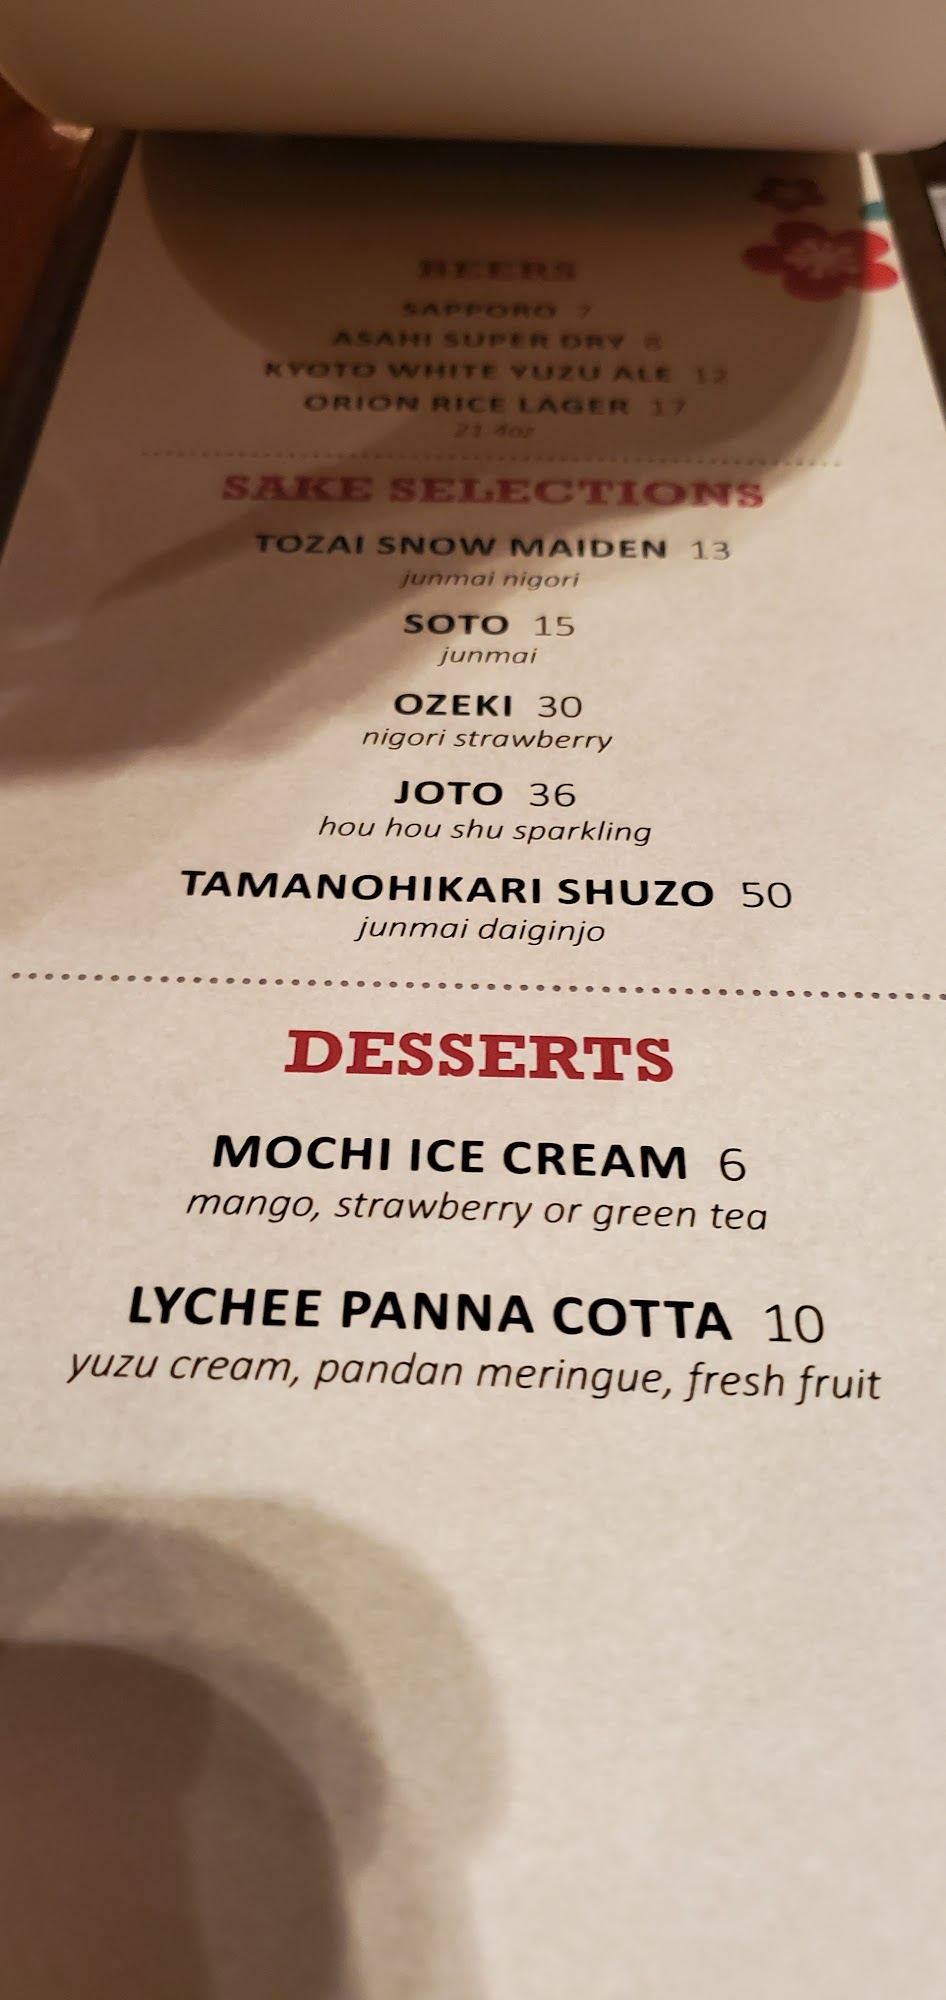 BEERS
SAPPORO 7
ASAHI SUPER DRY 8
KYOTO WHITE YUZU ALE 12
ORION RICE LAGER 17
21.4oz
SAKE SELECTIONS
TOZAI SNOW MAIDEN 13
junmai nigori
SOTO 15
junmai
OZEKI 30
nigori strawberry
JOTO 36
hou hou shu sparkling
TAMANOHIKARI SHUZO 50
junmai daiginjo
DESSERTS
MOCHI ICE CREAM 6
mango, strawberry or green tea
LYCHEE PANNA COTTA 10
yuzu cream, pandan meringue, fresh fruit